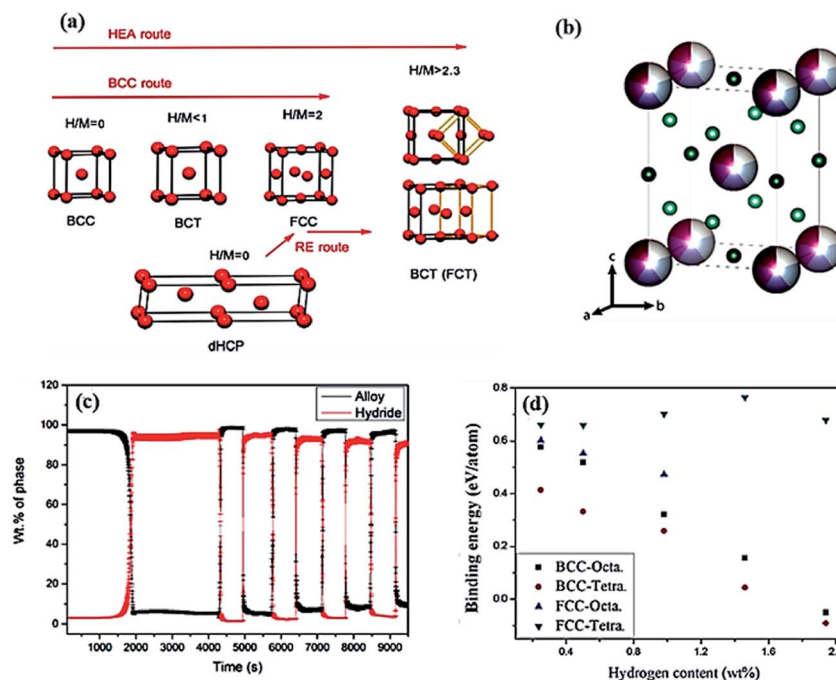 (a)
HEA route
BCC route
H/M>2.3
H/M=0
H/M<1
H/M=2
BCC
BCT
FCC
H/M=0
RE route
BCT (FCT)
dHCP
(b)
c
a
b
(c)
Alloy
Hydride
Wt.% of phase
120
100
80
60
40
20
0
1000 2000 3000 4000 5000 6000 7000 8000 9000
Time (s)
(d)
Binding energy (eV/atom)
0.8
0.6
0.4
0.2
0.0
BCC-Octa.
BCC-Tetra.
FCC-Octa.
FCC-Tetra.
0.4 0.8 1.2 1.6
Hydrogen content (wt%)